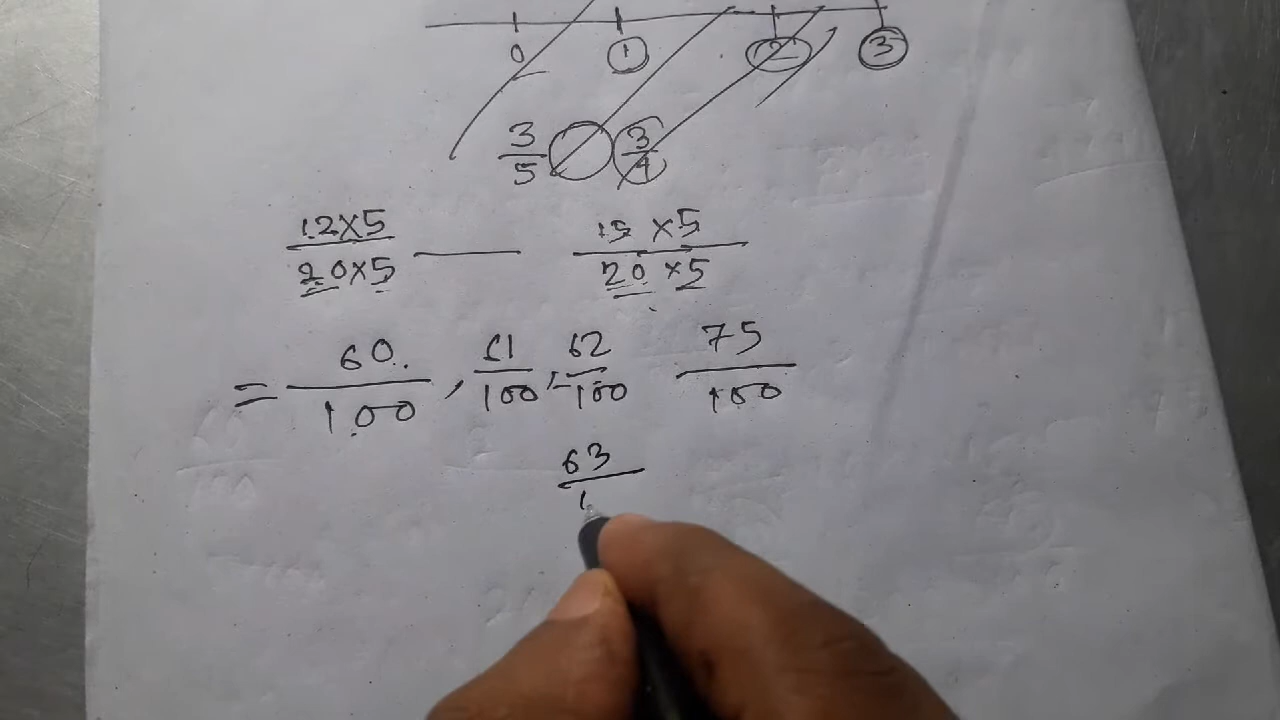 0 1 2 3
3/5 3/4
12×5/20×5 —— 15×5/20×5
= 60/100, 61/100, 62/100 75/100
63/1